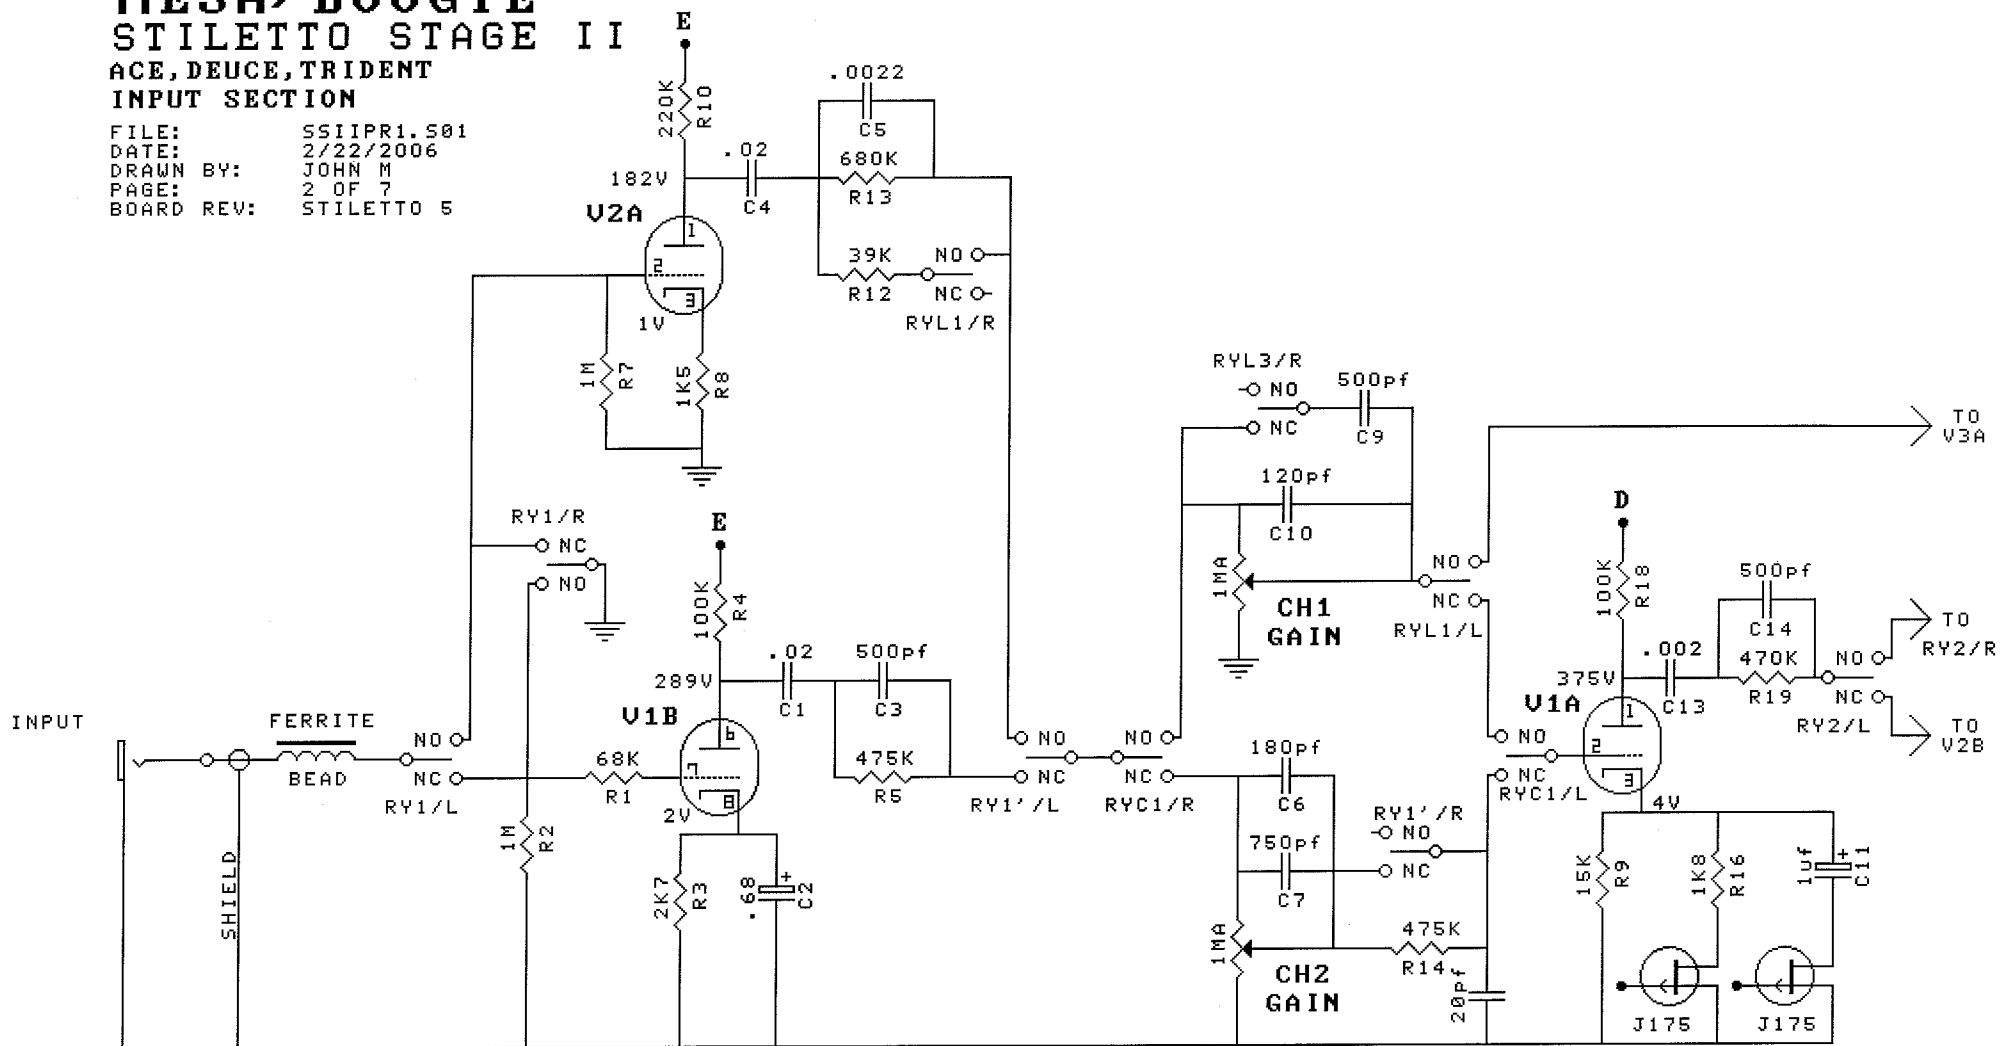 MESA/BOOGIE
STILETTO STAGE II
ACE,DEUCE,TRIDENT
INPUT SECTION
FILE: SSIIPR1.S01
DATE: 2/22/2006
DRAWN BY: JOHN M
PAGE: 2 OF 7
BOARD REV: STILETTO 5
E
220K
R10
.0022
C5
.02
C4
680K
R13
182V
V2A
1
2
3
1V
39K
R12
NO
NC
RYL1/R
1M
R7
1K5
R8
RYL3/R
NO
NC
500pf
C9
120pf
C10
1MA
CH1
GAIN
NO
NC
RYL1/L
TO
V3A
RY1/R
NC
NO
E
100K
R4
289V
V1B
6
7
8
2V
.02
C1
500pf
C3
475K
R5
INPUT
SHIELD
FERRITE
BEAD
NO
NC
RY1/L
68K
R1
1M
R2
2K7
R3
.68
+
C2
NO
NC
RY1'/L
NO
NC
RYC1/R
180pf
C6
750pf
C7
RY1'/R
NO
NC
1MA
CH2
GAIN
475K
R14
20pf
D
100K
R18
375V
V1A
1
2
3
4V
NO
NC
RYC1/L
.002
C13
500pf
C14
470K
R19
NO
NC
RY2/L
TO
RY2/R
TO
V2B
15K
R9
1K8
R16
1uf
+
C11
J175
J175